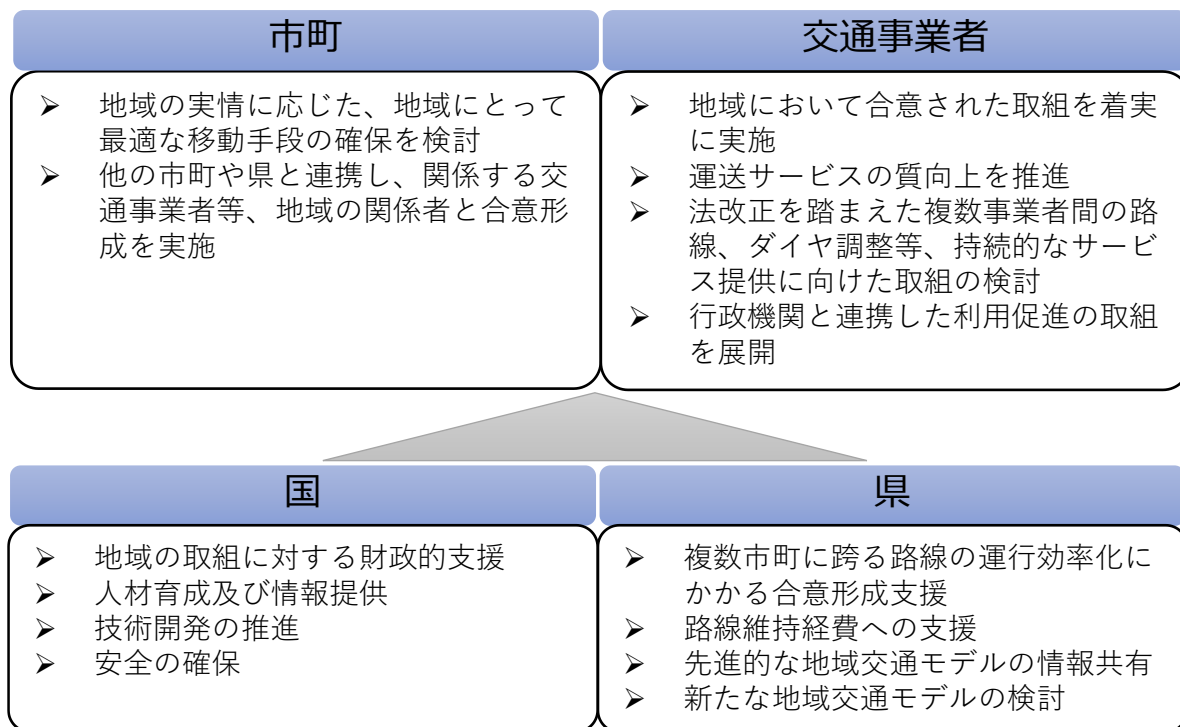 市町
➢ 地域の実情に応じた、地域にとって
最適な移動手段の確保を検討
➢ 他の市町や県と連携し、関係する交
通事業者等、地域の関係者と合意形
成を実施
交通事業者
➢ 地域において合意された取組を着実
に実施
➢ 運送サービスの質向上を推進
➢ 法改正を踏まえた複数事業者間の路
線、ダイヤ調整等、持続的なサービ
ス提供に向けた取組の検討
➢ 行政機関と連携した利用促進の取組
を展開
国
➢ 地域の取組に対する財政的支援
➢ 人材育成及び情報提供
➢ 技術開発の推進
➢ 安全の確保
県
➢ 複数市町に跨る路線の運行効率化に
かかる合意形成支援
➢ 路線維持経費への支援
➢ 先進的な地域交通モデルの情報共有
➢ 新たな地域交通モデルの検討